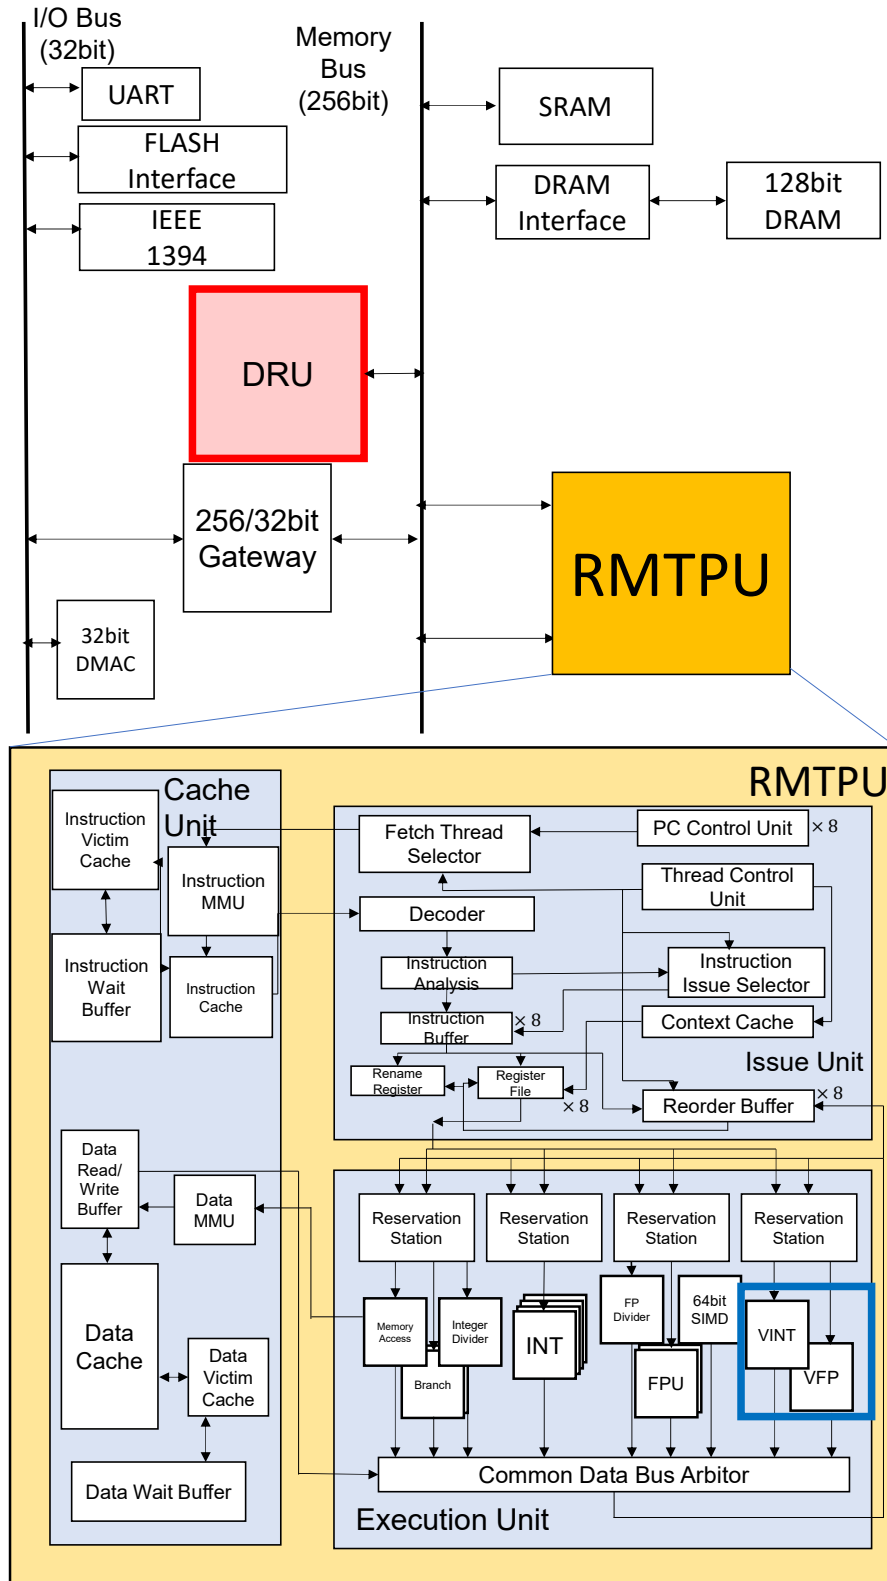 I/O Bus
(32bit)
Memory
Bus
(256bit)
UART
FLASH
Interface
IEEE
1394
SRAM
DRAM
Interface
128bit
DRAM
DRU
256/32bit
Gateway
RMTPU
32bit
DMAC
RMTPU
Cache
Unit
Instruction
Victim
Cache
Instruction
MMU
Instruction
Wait
Buffer
Instruction
Cache
Fetch Thread
Selector
PC Control Unit
× 8
Thread Control
Unit
Decoder
Instruction
Analysis
Instruction
Issue Selector
Instruction
Buffer
× 8
Context Cache
Issue Unit
Rename
Register
Register
File
× 8
Reorder Buffer
× 8
Data
Read/
Write
Buffer
Data
MMU
Data
Cache
Data
Victim
Cache
Data Wait Buffer
Reservation
Station
Reservation
Station
Reservation
Station
Reservation
Station
Memory
Access
Integer
Divider
Branch
INT
FP
Divider
64bit
SIMD
FPU
VINT
VFP
Common Data Bus Arbitor
Execution Unit